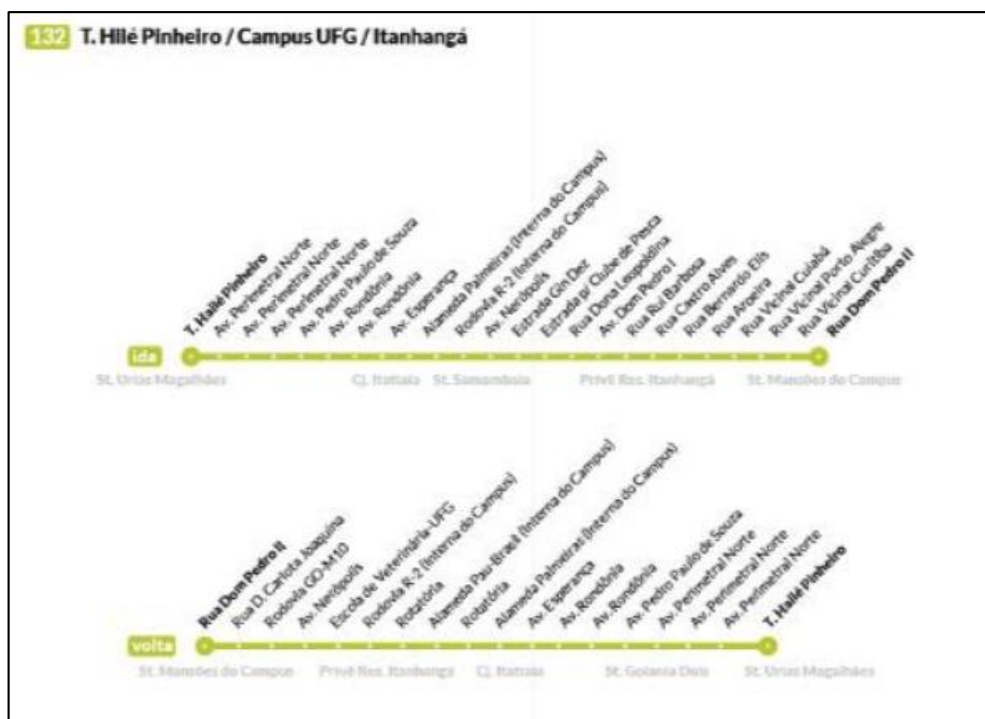 132 T. Hilé Pinheiro / Campus UFG / Itanhangá
T. Hailé Pinheiro
Av. Perimetral Norte
Av. Perimetral Norte
Av. Perimetral Norte
Av. Pedro Paulo de Souza
Av. Rondônia
Av. Rondônia
Av. Esperança
Alameda Palmeiras (Interna do Campus)
Rodovia R-2 (Interna do Campus)
Av. Nerópolis
Estrada Gin Dez
Estrada p/ Clube de Pesca
Rua Dona Leopoldina
Av. Dom Pedro I
Rua Rui Barbosa
Rua Castro Alves
Rua Bernardo Elis
Rua Aroeira
Rua Vicinal Cuiabá
Rua Vicinal Porto Alegre
Rua Vicinal Curitiba
Rua Dom Pedro II
ida
St. Urias Magalhães
Cj. Itatiaia
St. Samambaia
Privê Res. Itanhangá
St. Mansões do Campus
Rua Dom Pedro II
Rua D. Carlota Joaquina
Rodovia GO-M10
Av. Nerópolis
Escola de Veterinária-UFG
Rodovia R-2 (Interna do Campus)
Rotatória
Alameda Pau-Brasil (Interna do Campus)
Rotatória
Alameda Palmeiras (Interna do Campus)
Av. Esperança
Av. Rondônia
Av. Rondônia
Av. Pedro Paulo de Souza
Av. Perimetral Norte
Av. Perimetral Norte
Av. Perimetral Norte
T. Hailé Pinheiro
volta
St. Mansões do Campus
Privê Res. Itanhanga
Cj. Itatiaia
St. Goiania Dois
St. Urias Magalhães